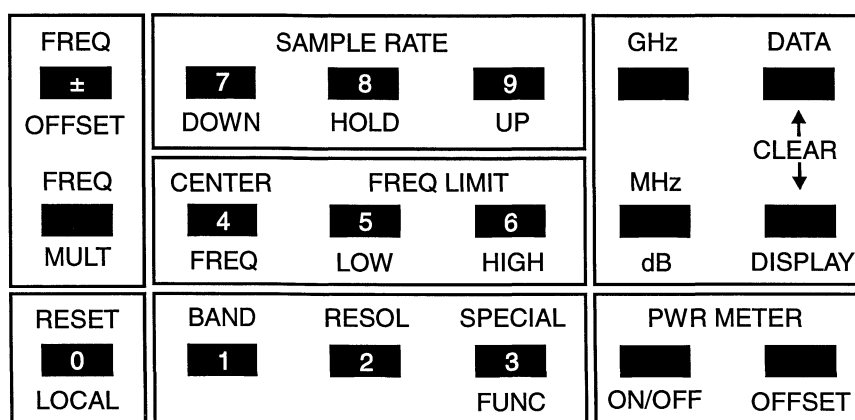 FREQ
±
OFFSET
FREQ
MULT
SAMPLE RATE
7 8 9
DOWN HOLD UP
CENTER FREQ LIMIT
4 5 6
FREQ LOW HIGH
GHz DATA
CLEAR
MHz
dB DISPLAY
RESET
0
LOCAL
BAND RESOL SPECIAL
1 2 3
FUNC
PWR METER
ON/OFF OFFSET